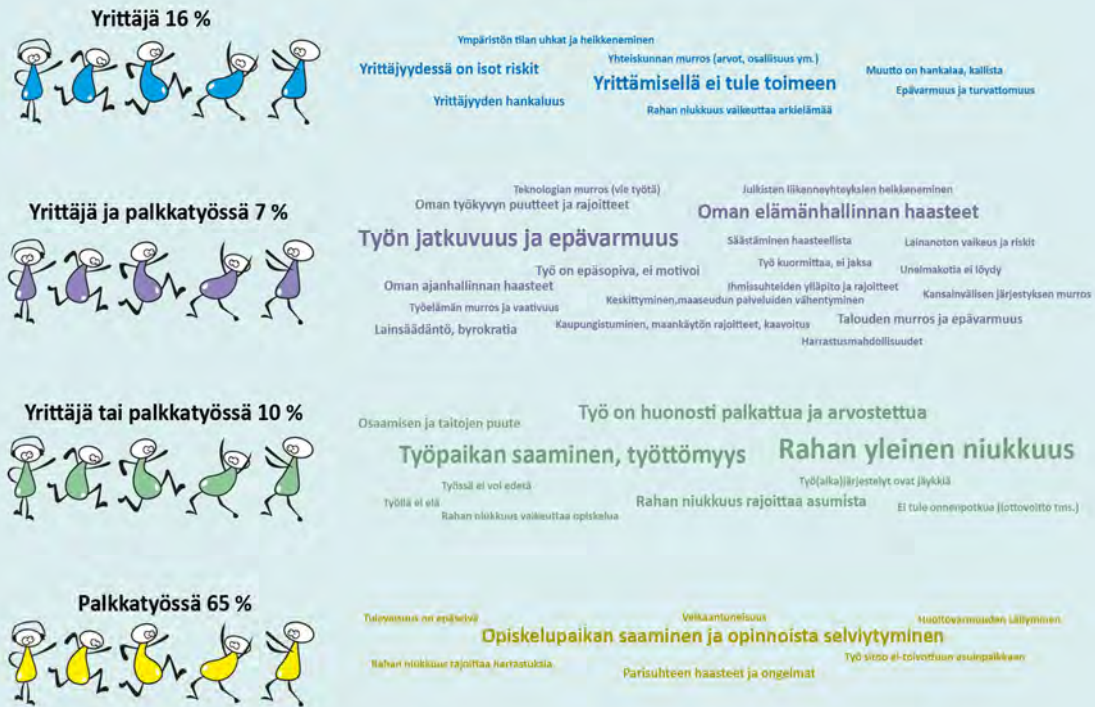 Yrittäjä 16 %
Ympäristön tilan uhkat ja heikkeneminen
Yhteiskunnan murros (arvot, osallisuus ym.)
Yrittäjyydessä on isot riskit
Yrittämisellä ei tule toimeen
Muutto on hankalaa, kallista
Yrittäjyyden hankaluus
Rahan niukkuus vaikeuttaa arkielämää
Epävarmuus ja turvattomuus
Yrittäjä ja palkkatyössä 7 %
Teknologian murros (vie työtä)
Julkisten liikenneyhteyksien heikkeneminen
Oman työkyvyn puutteet ja rajoitteet
Oman elämänhallinnan haasteet
Työn jatkuvuus ja epävarmuus
Säästäminen haasteellista
Lainanoton vaikeus ja riskit
Työ on epäsopiva, ei motivoi
Työ kuormittaa, ei jaksa
Unelmakotia ei löydy
Oman ajanhallinnan haasteet
Ihmissuhteiden ylläpito ja rajoitteet
Kansainvälisen järjestyksen murros
Työelämän murros ja vaativuus
Keskittyminen,maaseudun palveluiden vähentyminen
Lainsäädäntö, byrokratia
Kaupungistuminen, maankäytön rajoitteet, kaavoitus
Talouden murros ja epävarmuus
Harrastusmahdollisuudet
Yrittäjä tai palkkatyössä 10 %
Osaamisen ja taitojen puute
Työ on huonosti palkattua ja arvostettua
Työpaikan saaminen, työttömyys
Rahan yleinen niukkuus
Työssä ei voi edetä
Työ(aika)järjestelyt ovat jäykkiä
Työllä ei elä
Rahan niukkuus rajoittaa asumista
Ei tule onnenpotkua (lottovoitto tms.)
Rahan niukkuus vaikeuttaa opiskelua
Palkkatyössä 65 %
Tulevaisuus on epäselvä
Velkaantuneisuus
Huoltovarmuuden säilyminen
Opiskelupaikan saaminen ja opinnoista selviytyminen
Rahan niukkuus rajoittaa harrastuksia
Parisuhteen haasteet ja ongelmat
Työ sitoo ei-toivottuun asuinpaikkaan